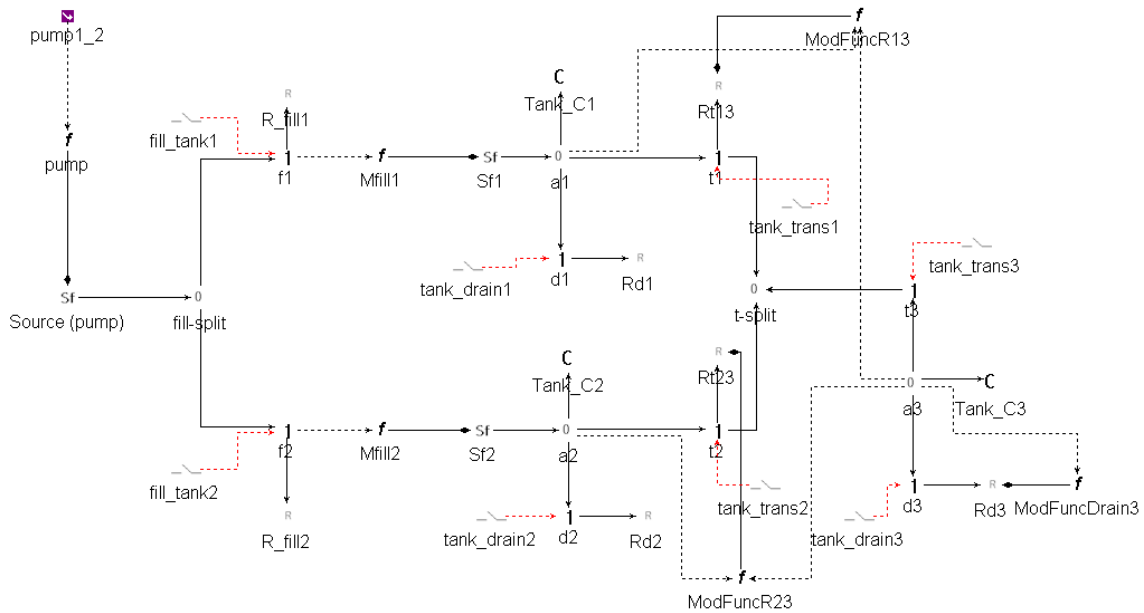 f
ModFuncR13
pump1_2
C
Tank_C1
R
R_fill1
R
Rt13
fill_tank1
f
pump
1
f1
f
Mfill1
Sf
Sf1
0
a1
1
t1
tank_trans1
tank_trans3
tank_drain1
1
d1
R
Rd1
Sf
Source (pump)
0
fill-split
0
t-split
1
t3
C
Tank_C2
R
Rt23
0
a3
C
Tank_C3
1
f2
f
Mfill2
Sf
Sf2
0
a2
1
t2
fill_tank2
tank_trans2
1
d3
R
Rd3
f
ModFuncDrain3
R
R_fill2
tank_drain2
1
d2
R
Rd2
tank_drain3
f
ModFuncR23